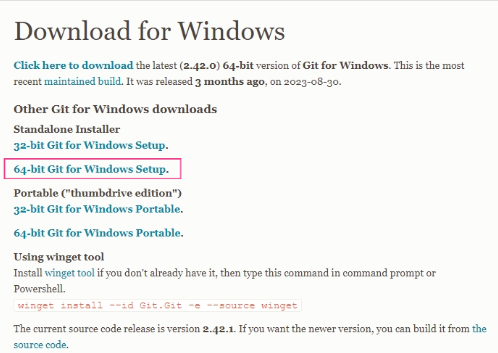 Download for Windows
Click here to download the latest (2.42.0) 64-bit version of Git for Windows. This is the most
recent maintained build. It was released 3 months ago, on 2023-08-30.
Other Git for Windows downloads
Standalone Installer
32-bit Git for Windows Setup.
64-bit Git for Windows Setup.
Portable ("thumbdrive edition")
32-bit Git for Windows Portable.
64-bit Git for Windows Portable.
Using winget tool
Install winget tool if you don't already have it, then type this command in command prompt or
Powershell.
winget install --id Git.Git -e --source winget
The current source code release is version 2.42.1. If you want the newer version, you can build it from the
source code.